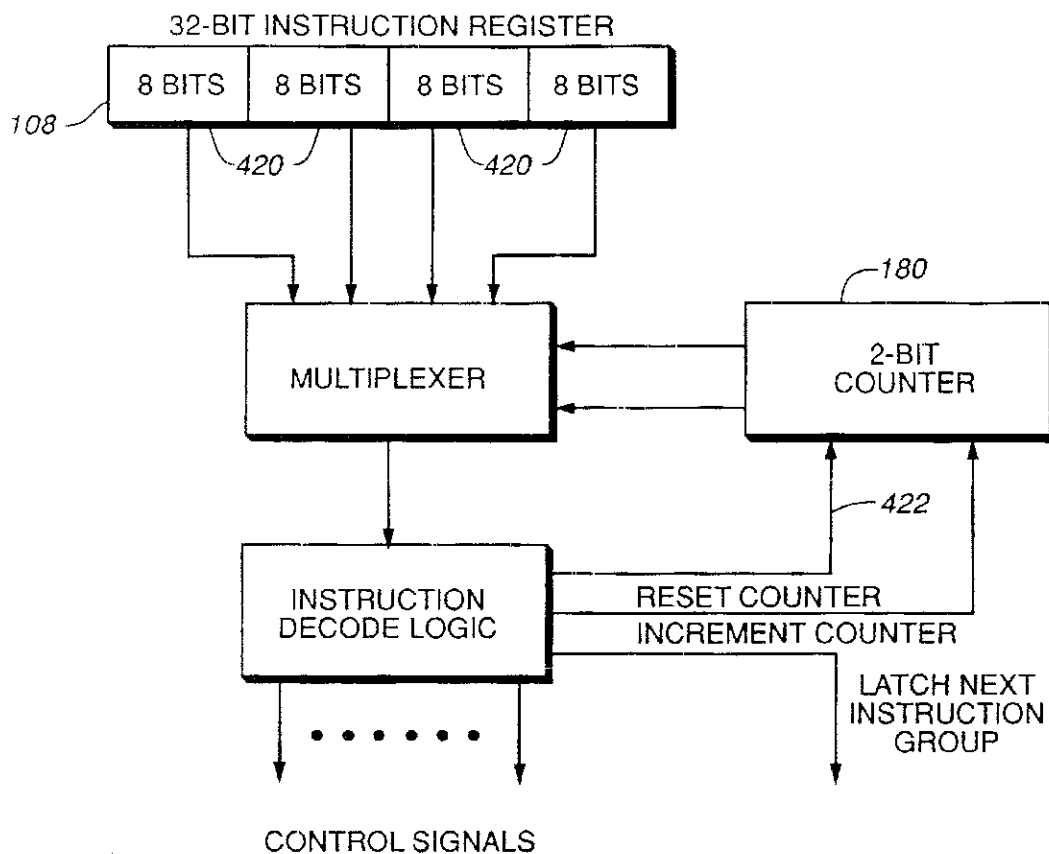 32-BIT INSTRUCTION REGISTER
8 BITS 8 BITS 8 BITS 8 BITS
108
420 420
180
MULTIPLEXER
2-BIT
COUNTER
422
INSTRUCTION
DECODE LOGIC
RESET COUNTER
INCREMENT COUNTER
LATCH NEXT
INSTRUCTION
GROUP
CONTROL SIGNALS